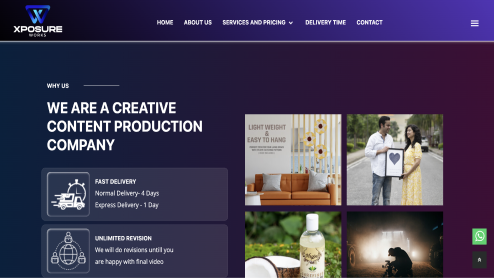 XPOSURE
WORKS
HOME
ABOUT US
SERVICES AND PRICING
DELIVERY TIME
CONTACT
WHY US
WE ARE A CREATIVE
CONTENT PRODUCTION
COMPANY
FAST DELIVERY
Normal Delivery- 4 Days
Express Delivery - 1 Day
UNLIMITED REVISION
We will do revisions untill you
are happy with final video
LIGHT WEIGHT
&
EASY TO HANG